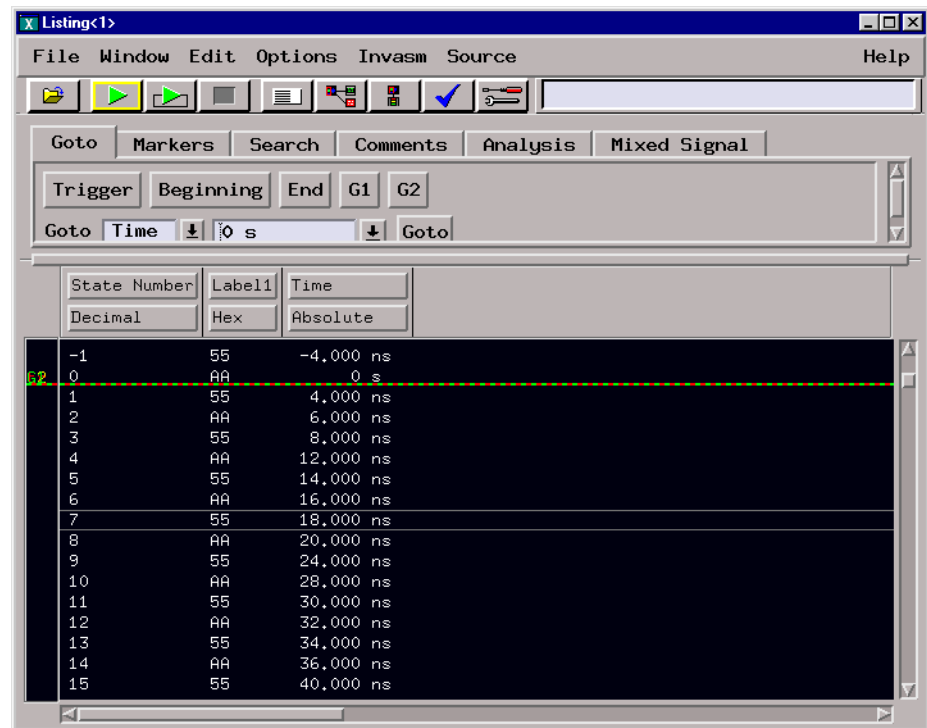 Listing<1>
File Window Edit Options Invasm Source Help
Goto Markers Search Comments Analysis Mixed Signal
Trigger Beginning End G1 G2
Goto Time 0 s Goto
State Number Label1 Time
Decimal Hex Absolute
-1 55 -4.000 ns
G2 0 AA 0 s
1 55 4.000 ns
2 AA 6.000 ns
3 55 8.000 ns
4 AA 12.000 ns
5 55 14.000 ns
6 AA 16.000 ns
7 55 18.000 ns
8 AA 20.000 ns
9 55 24.000 ns
10 AA 28.000 ns
11 55 30.000 ns
12 AA 32.000 ns
13 55 34.000 ns
14 AA 36.000 ns
15 55 40.000 ns